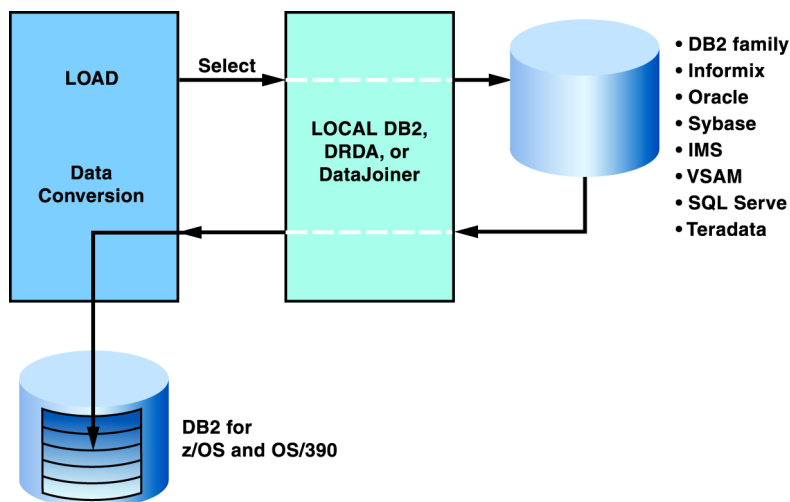 LOAD
Data
Conversion
Select
LOCAL DB2,
DRDA, or
DataJoiner
• DB2 family
• Informix
• Oracle
• Sybase
• IMS
• VSAM
• SQL Serve
• Teradata
DB2 for
z/OS and OS/390